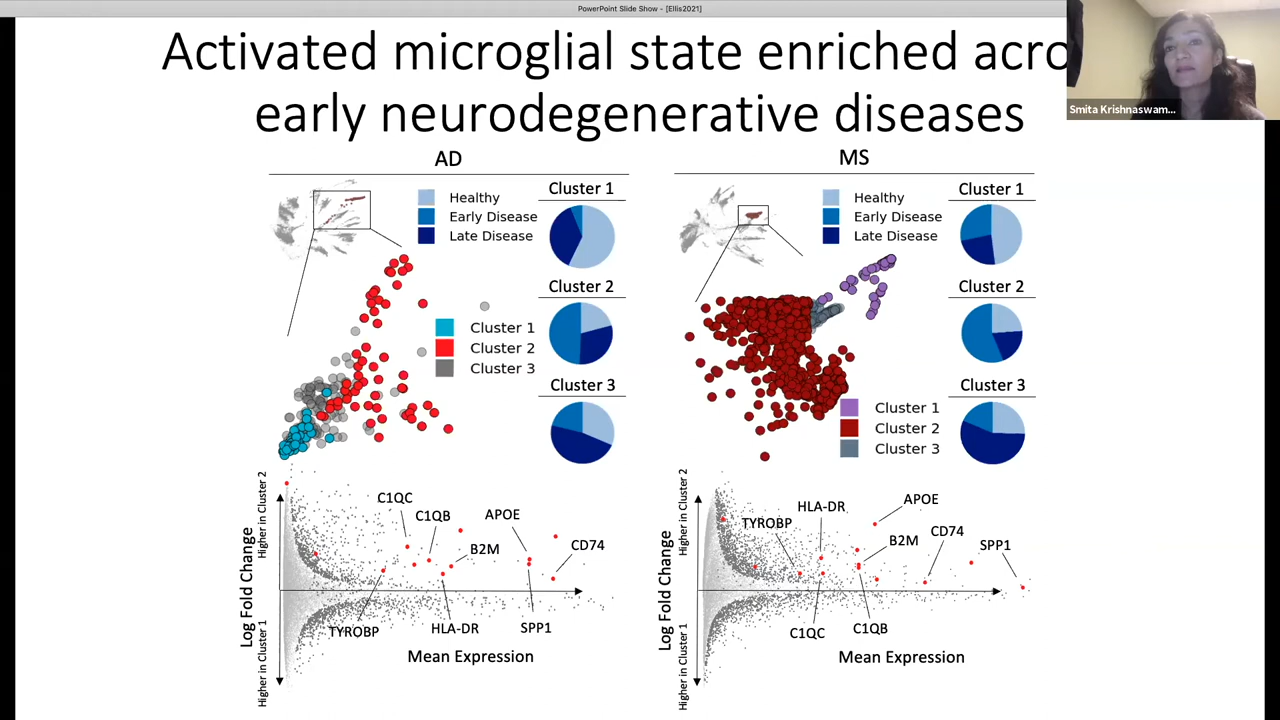 PowerPoint Slide Show - [Ellis2021]
Activated microglial state enriched acro
early neurodegenerative diseases
Smita Krishnaswam...
AD
Healthy
Early Disease
Late Disease
Cluster 1
Cluster 2
Cluster 3
Cluster 1
Cluster 2
Cluster 3
MS
Healthy
Early Disease
Late Disease
Cluster 1
Cluster 2
Cluster 3
Cluster 1
Cluster 2
Cluster 3
Log Fold Change
Higher in Cluster 2
Higher in Cluster 1
C1QC
C1QB
APOE
B2M
CD74
TYROBP
HLA-DR
SPP1
Mean Expression
Log Fold Change
Higher in Cluster 2
Higher in Cluster 1
TYROBP
HLA-DR
APOE
B2M
CD74
SPP1
C1QC
C1QB
Mean Expression